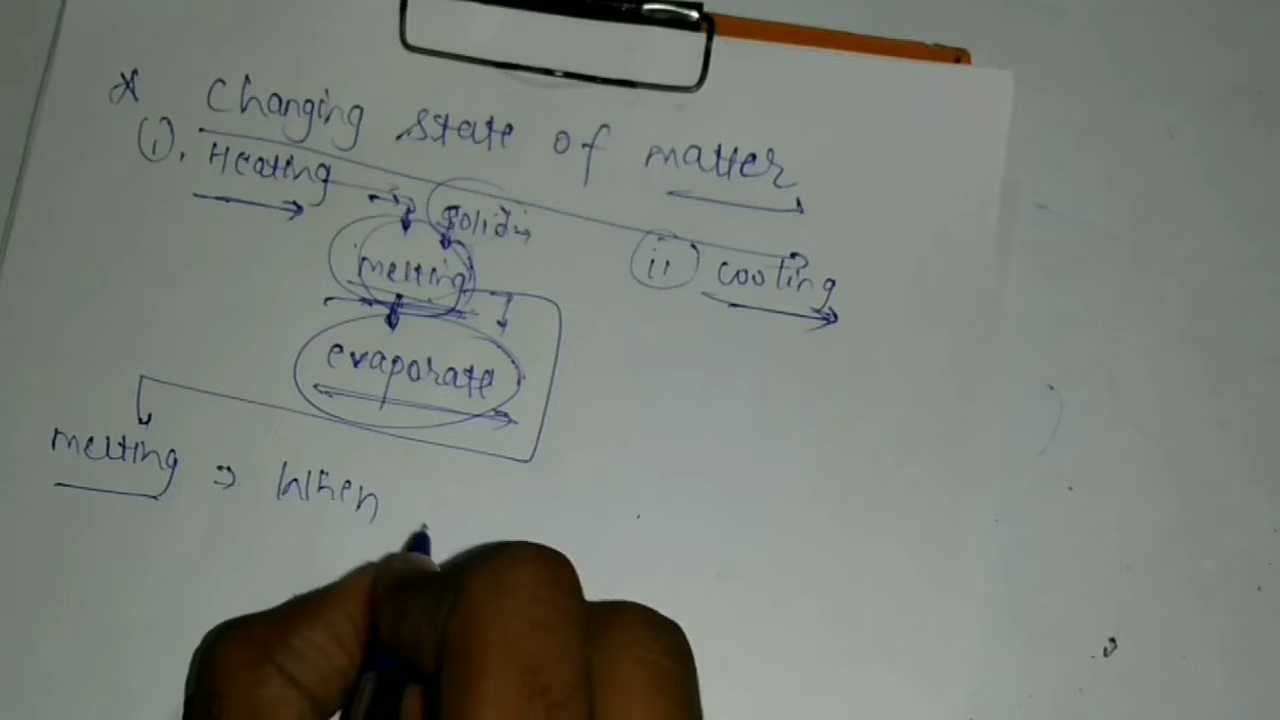 * Changing state of matter
(i). Heating
Solid
(ii) cooling
melting
evaporate
melting → When